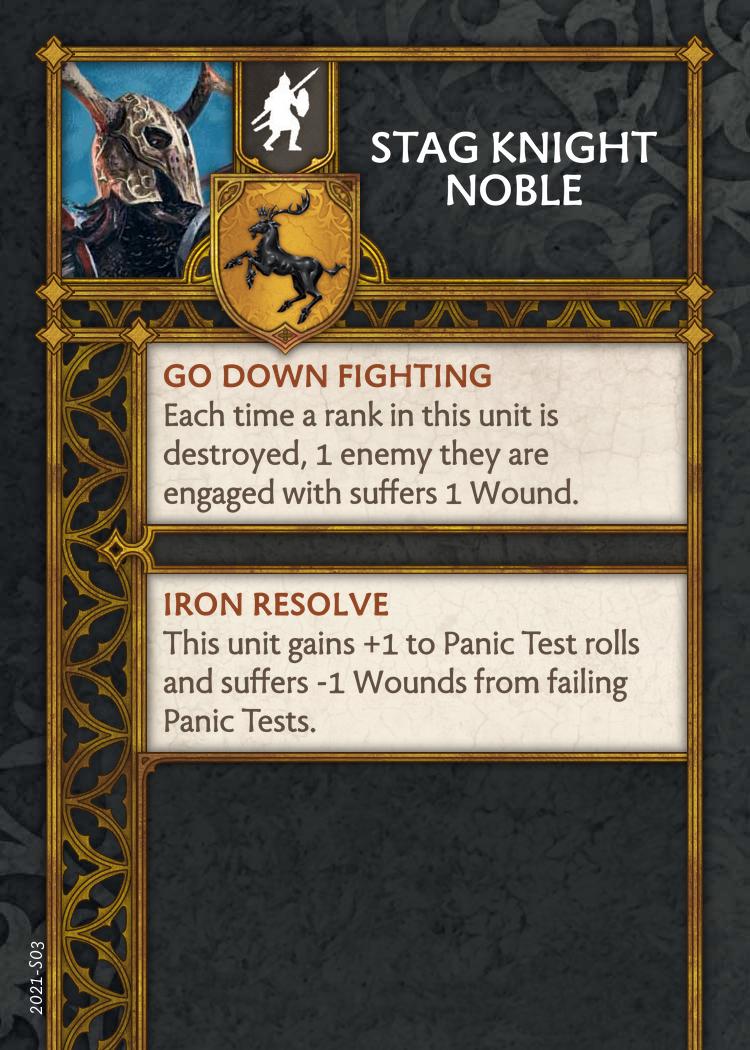 STAG KNIGHT
NOBLE
GO DOWN FIGHTING
Each time a rank in this unit is
destroyed, 1 enemy they are
engaged with suffers 1 Wound.
IRON RESOLVE
This unit gains +1 to Panic Test rolls
and suffers -1 Wounds from failing
Panic Tests.
2021-S03